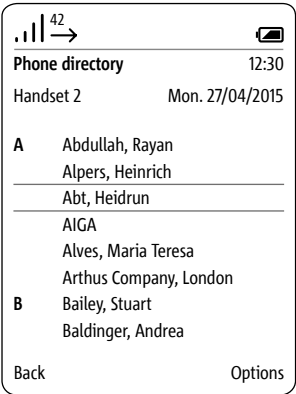 42
Phone directory 12:30
Handset 2 Mon. 27/04/2015
A Abdullah, Rayan
Alpers, Heinrich
Abt, Heidrun
AIGA
Alves, Maria Teresa
Arthus Company, London
B Bailey, Stuart
Baldinger, Andrea
Back Options